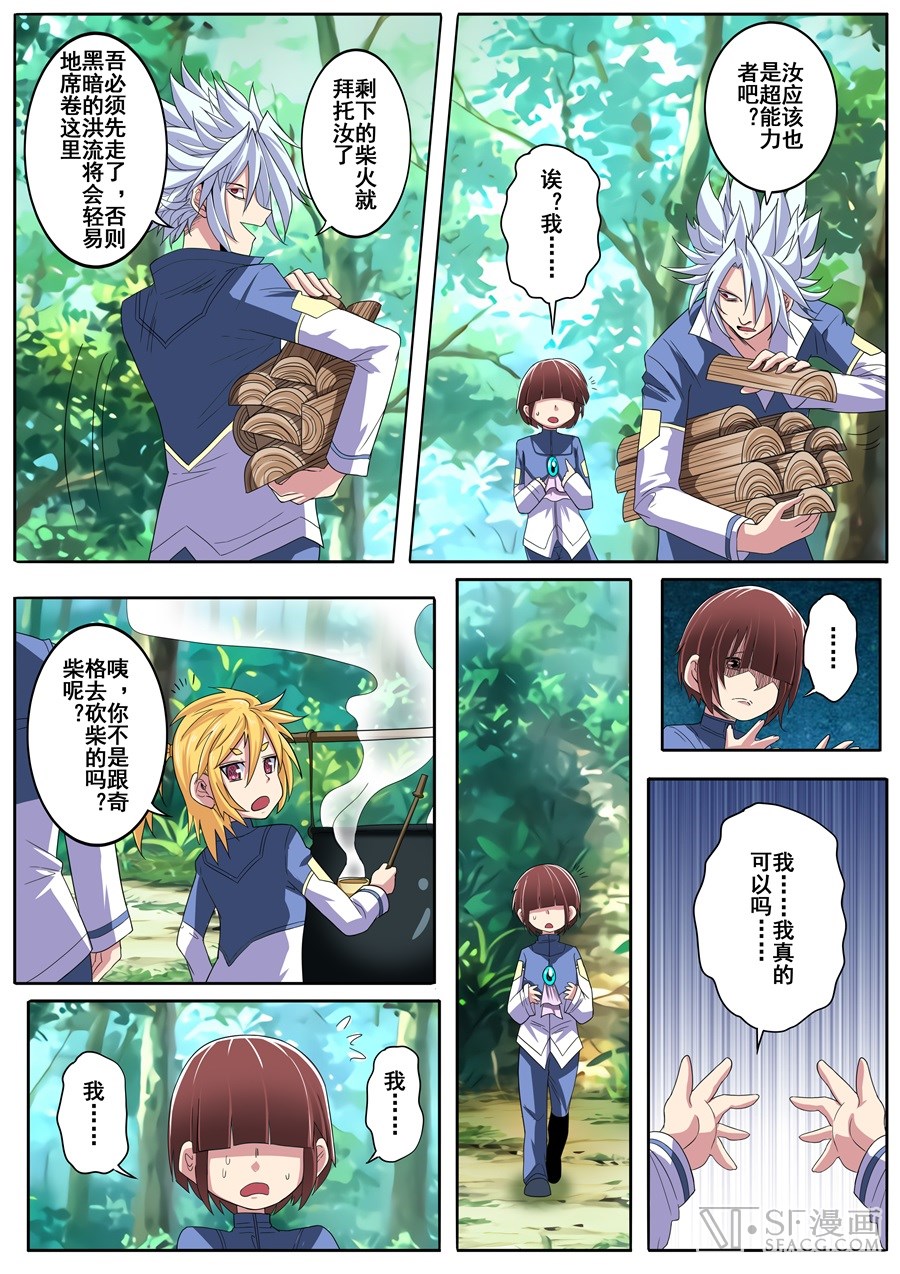 汝应该也
是超能力
者吧？
诶？我……
剩下的柴火就
拜托汝了
吾必须先走了，否则
黑暗的洪流将会轻易
地席卷这里
……
我……我真的
可以吗……
咦，你不是跟奇
格去砍柴的吗？
柴呢？
我……
我……
SF漫画
SFACG.COM